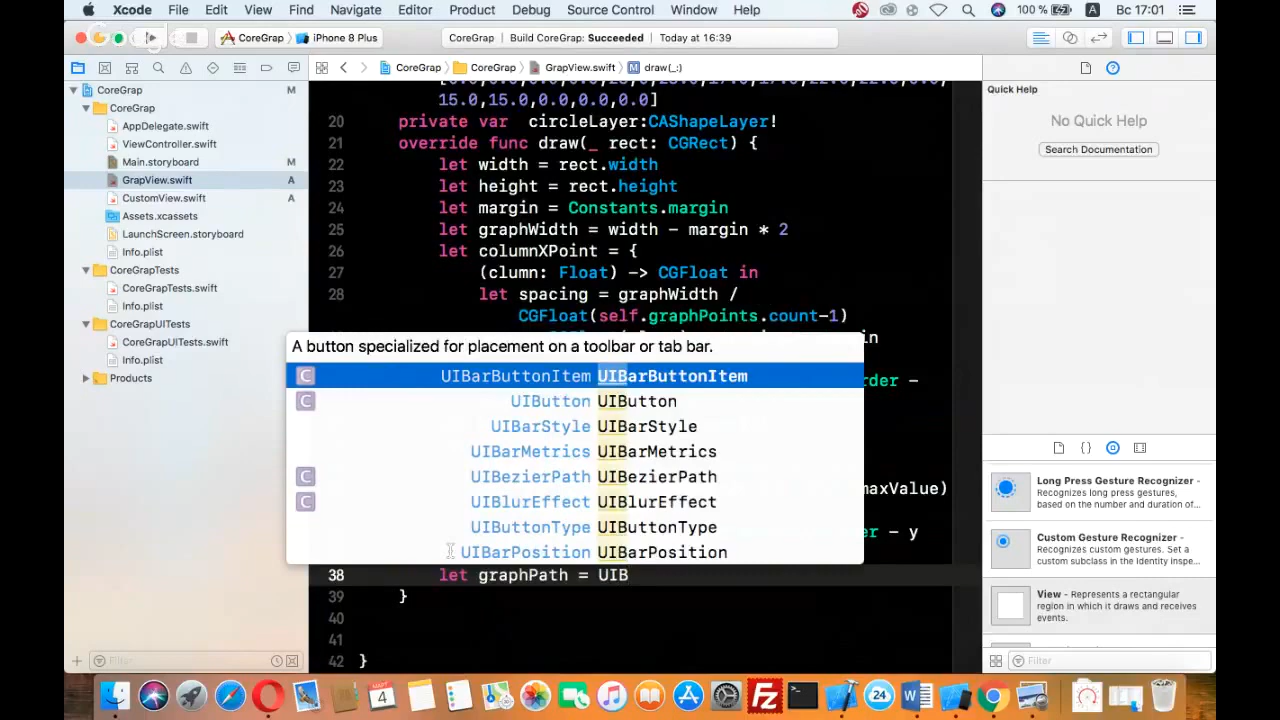 Xcode File Edit View Find Navigate Editor Product Debug Source Control Window Help 100 % A Вс 17:01
CoreGrap iPhone 8 Plus CoreGrap Build CoreGrap: Succeeded Today at 16:39
CoreGrap CoreGrap GrapView.swift M draw(_:)
CoreGrap M
CoreGrap
AppDelegate.swift
ViewController.swift
Main.storyboard M
GrapView.swift A
CustomView.swift A
Assets.xcassets
LaunchScreen.storyboard
Info.plist
CoreGrapTests
CoreGrapTests.swift
Info.plist
CoreGrapUITests
CoreGrapUITests.swift
Info.plist
Products
Filter
15.0,15.0,0.0,0.0,0.0]
20 private var circleLayer:CAShapeLayer!
21 override func draw(_ rect: CGRect) {
22 let width = rect.width
23 let height = rect.height
24 let margin = Constants.margin
25 let graphWidth = width - margin * 2
26 let columnXPoint = {
27 (clumn: Float) -> CGFloat in
28 let spacing = graphWidth /
CGFloat(self.graphPoints.count-1)
in
rder -
maxValue)
- y
A button specialized for placement on a toolbar or tab bar.
C UIBarButtonItem UIBarButtonItem
C UIButton UIButton
UIBarStyle UIBarStyle
UIBarMetrics UIBarMetrics
C UIBezierPath UIBezierPath
C UIBlurEffect UIBlurEffect
UIButtonType UIButtonType
UIBarPosition UIBarPosition
38 let graphPath = UIB
39 }
40
41
42 }
Quick Help
No Quick Help
Search Documentation
Long Press Gesture Recognizer -
Recognizes long press gestures,
based on the number and duration of
Custom Gesture Recognizer -
Recognizes custom gestures. Set a
custom subclass in the Identity inspe
View - Represents a rectangular
region in which it draws and receives
events.
Filter
МАРТ
4
Fz
24
W